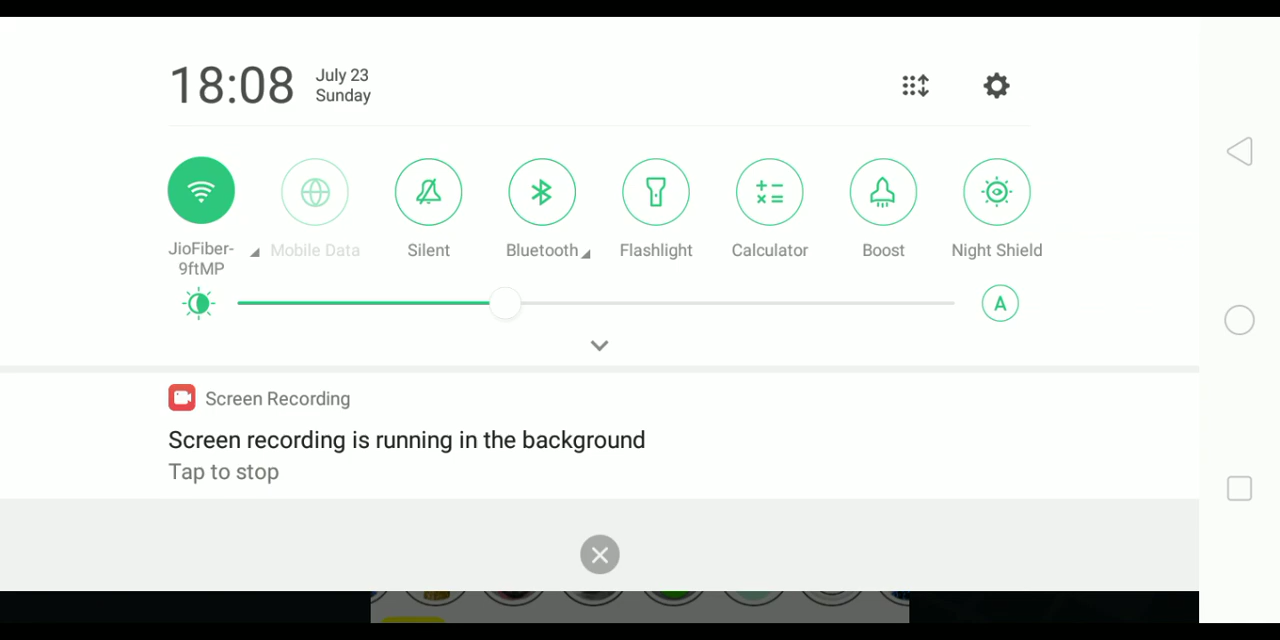 18:08
July 23
Sunday
JioFiber-
9ftMP
Mobile Data
Silent
Bluetooth
Flashlight
Calculator
Boost
Night Shield
A
Screen Recording
Screen recording is running in the background
Tap to stop